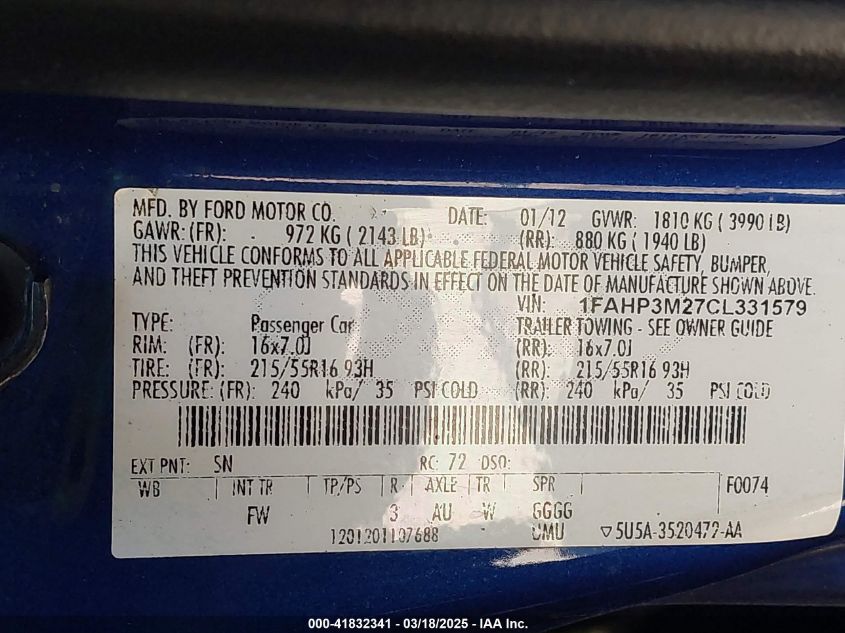 MFD. BY FORD MOTOR CO. DATE: 01/12 GVWR: 1810 KG ( 3990 LB)
GAWR: (FR): 972 KG ( 2143 LB) (RR): 880 KG ( 1940 LB)
THIS VEHICLE CONFORMS TO ALL APPLICABLE FEDERAL MOTOR VEHICLE SAFETY, BUMPER,
AND THEFT PREVENTION STANDARDS IN EFFECT ON THE DATE OF MANUFACTURE SHOWN ABOVE.
VIN: 1FAHP3M27CL331579
TYPE: Passenger Car TRAILER TOWING - SEE OWNER GUIDE
RIM: (FR): 16x7.0J (RR): 16x7.0J
TIRE: (FR): 215/55R16 93H (RR): 215/55R16 93H
PRESSURE: (FR): 240 kPa/ 35 PSI COLD (RR): 240 kPa/ 35 PSI COLD
EXT PNT: SN RC: 72 DSO:
WB INT TR TP/PS R AXLE TR SPR F0074
FW 3 AU W GGGG
1201201107688 UMU ▽5U5A-3520472-AA
000-41832341 — 03/18/2025 — IAAI Inc.